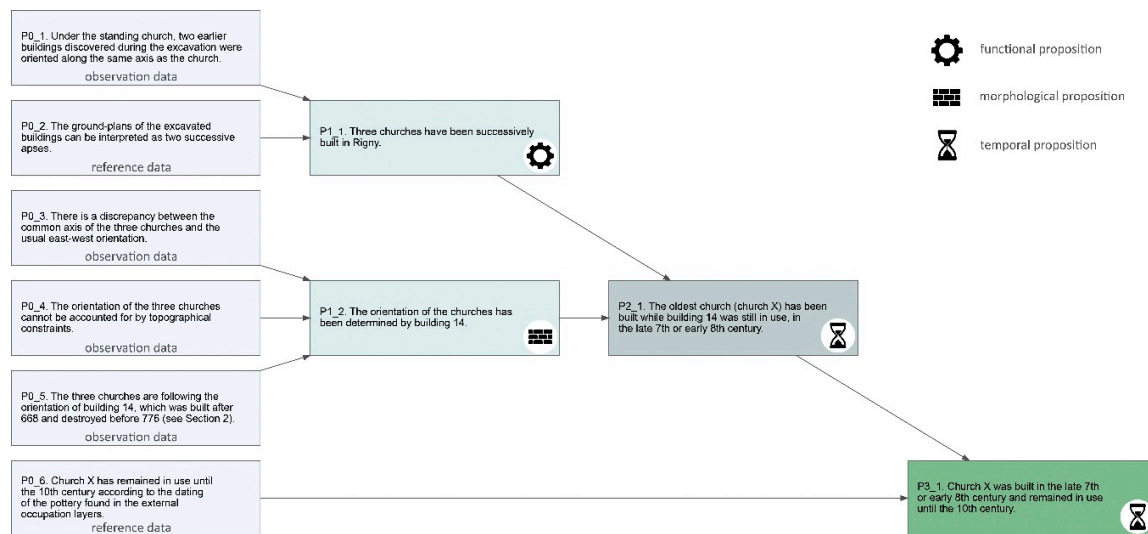 P0_1. Under the standing church, two earlier
buildings discovered during the excavation were
oriented along the same axis as the church.
observation data
P0_2. The ground-plans of the excavated
buildings can be interpreted as two successive
apses.
reference data
P0_3. There is a discrepancy between the
common axis of the three churches and the
usual east-west orientation.
observation data
P0_4. The orientation of the three churches
cannot be accounted for by topographical
constraints.
observation data
P0_5. The three churches are following the
orientation of building 14, which was built after
668 and destroyed before 776 (see Section 2).
observation data
P0_6. Church X has remained in use until
the 10th century according to the dating
of the pottery found in the external
occupation layers.
reference data
P1_1. Three churches have been successively
built in Rigny.
P1_2. The orientation of the churches has
been determined by building 14.
P2_1. The oldest church (church X) has been
built while building 14 was still in use, in
the late 7th or early 8th century.
P3_1. Church X was built in the late 7th
or early 8th century and remained in use
until the 10th century.
functional proposition
morphological proposition
temporal proposition